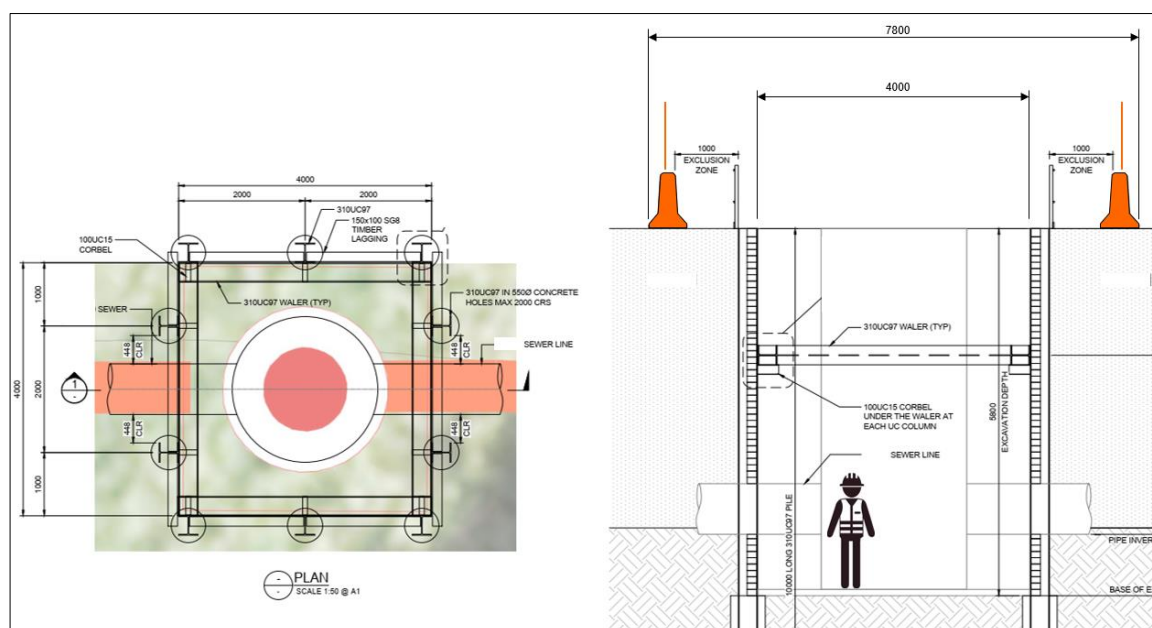 4000
2000
2000
310UC97
150x100 SG8
TIMBER
LAGGING
100UC15
CORBEL
310UC97 WALER (TYP)
310UC97 IN 550Ø CONCRETE
HOLES MAX 2000 CRS
SEWER
SEWER LINE
448
CLR
448
CLR
448
CLR
448
CLR
4000
1000
2000
1000
1
-
-
-
PLAN
SCALE 1:50 @ A1
7800
4000
1000
EXCLUSION
ZONE
1000
EXCLUSION
ZONE
310UC97 WALER (TYP)
100UC15 CORBEL
UNDER THE WALER AT
EACH UC COLUMN
SEWER LINE
10000 LONG 310UC97 PILE
5800
EXCAVATION DEPTH
PIPE INVER
BASE OF E